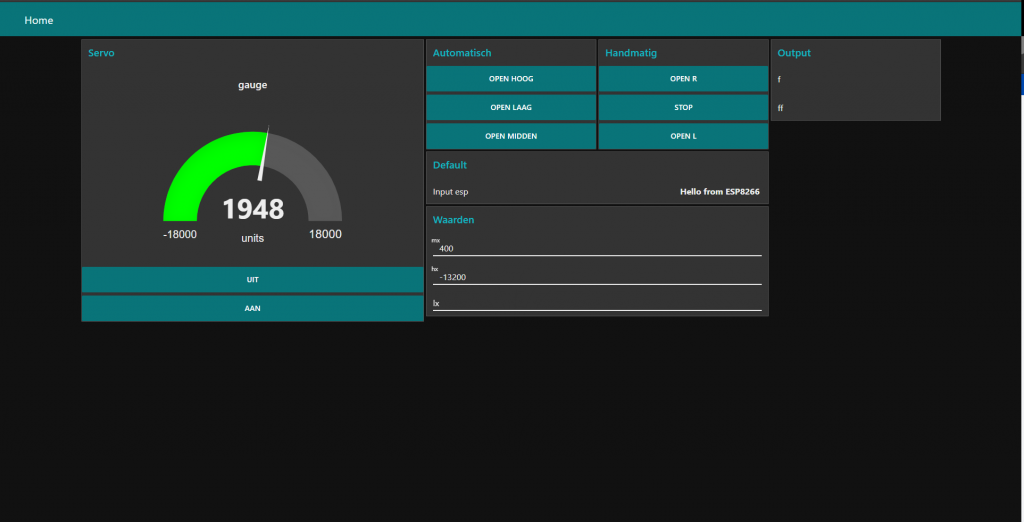 Home
Servo
gauge
1948
-18000
units
18000
UIT
AAN
Automatisch
OPEN HOOG
OPEN LAAG
OPEN MIDDEN
Handmatig
OPEN R
STOP
OPEN L
Default
Input esp Hello from ESP8266
Waarden
mx
400
hx
-13200
lx
Output
f
ff